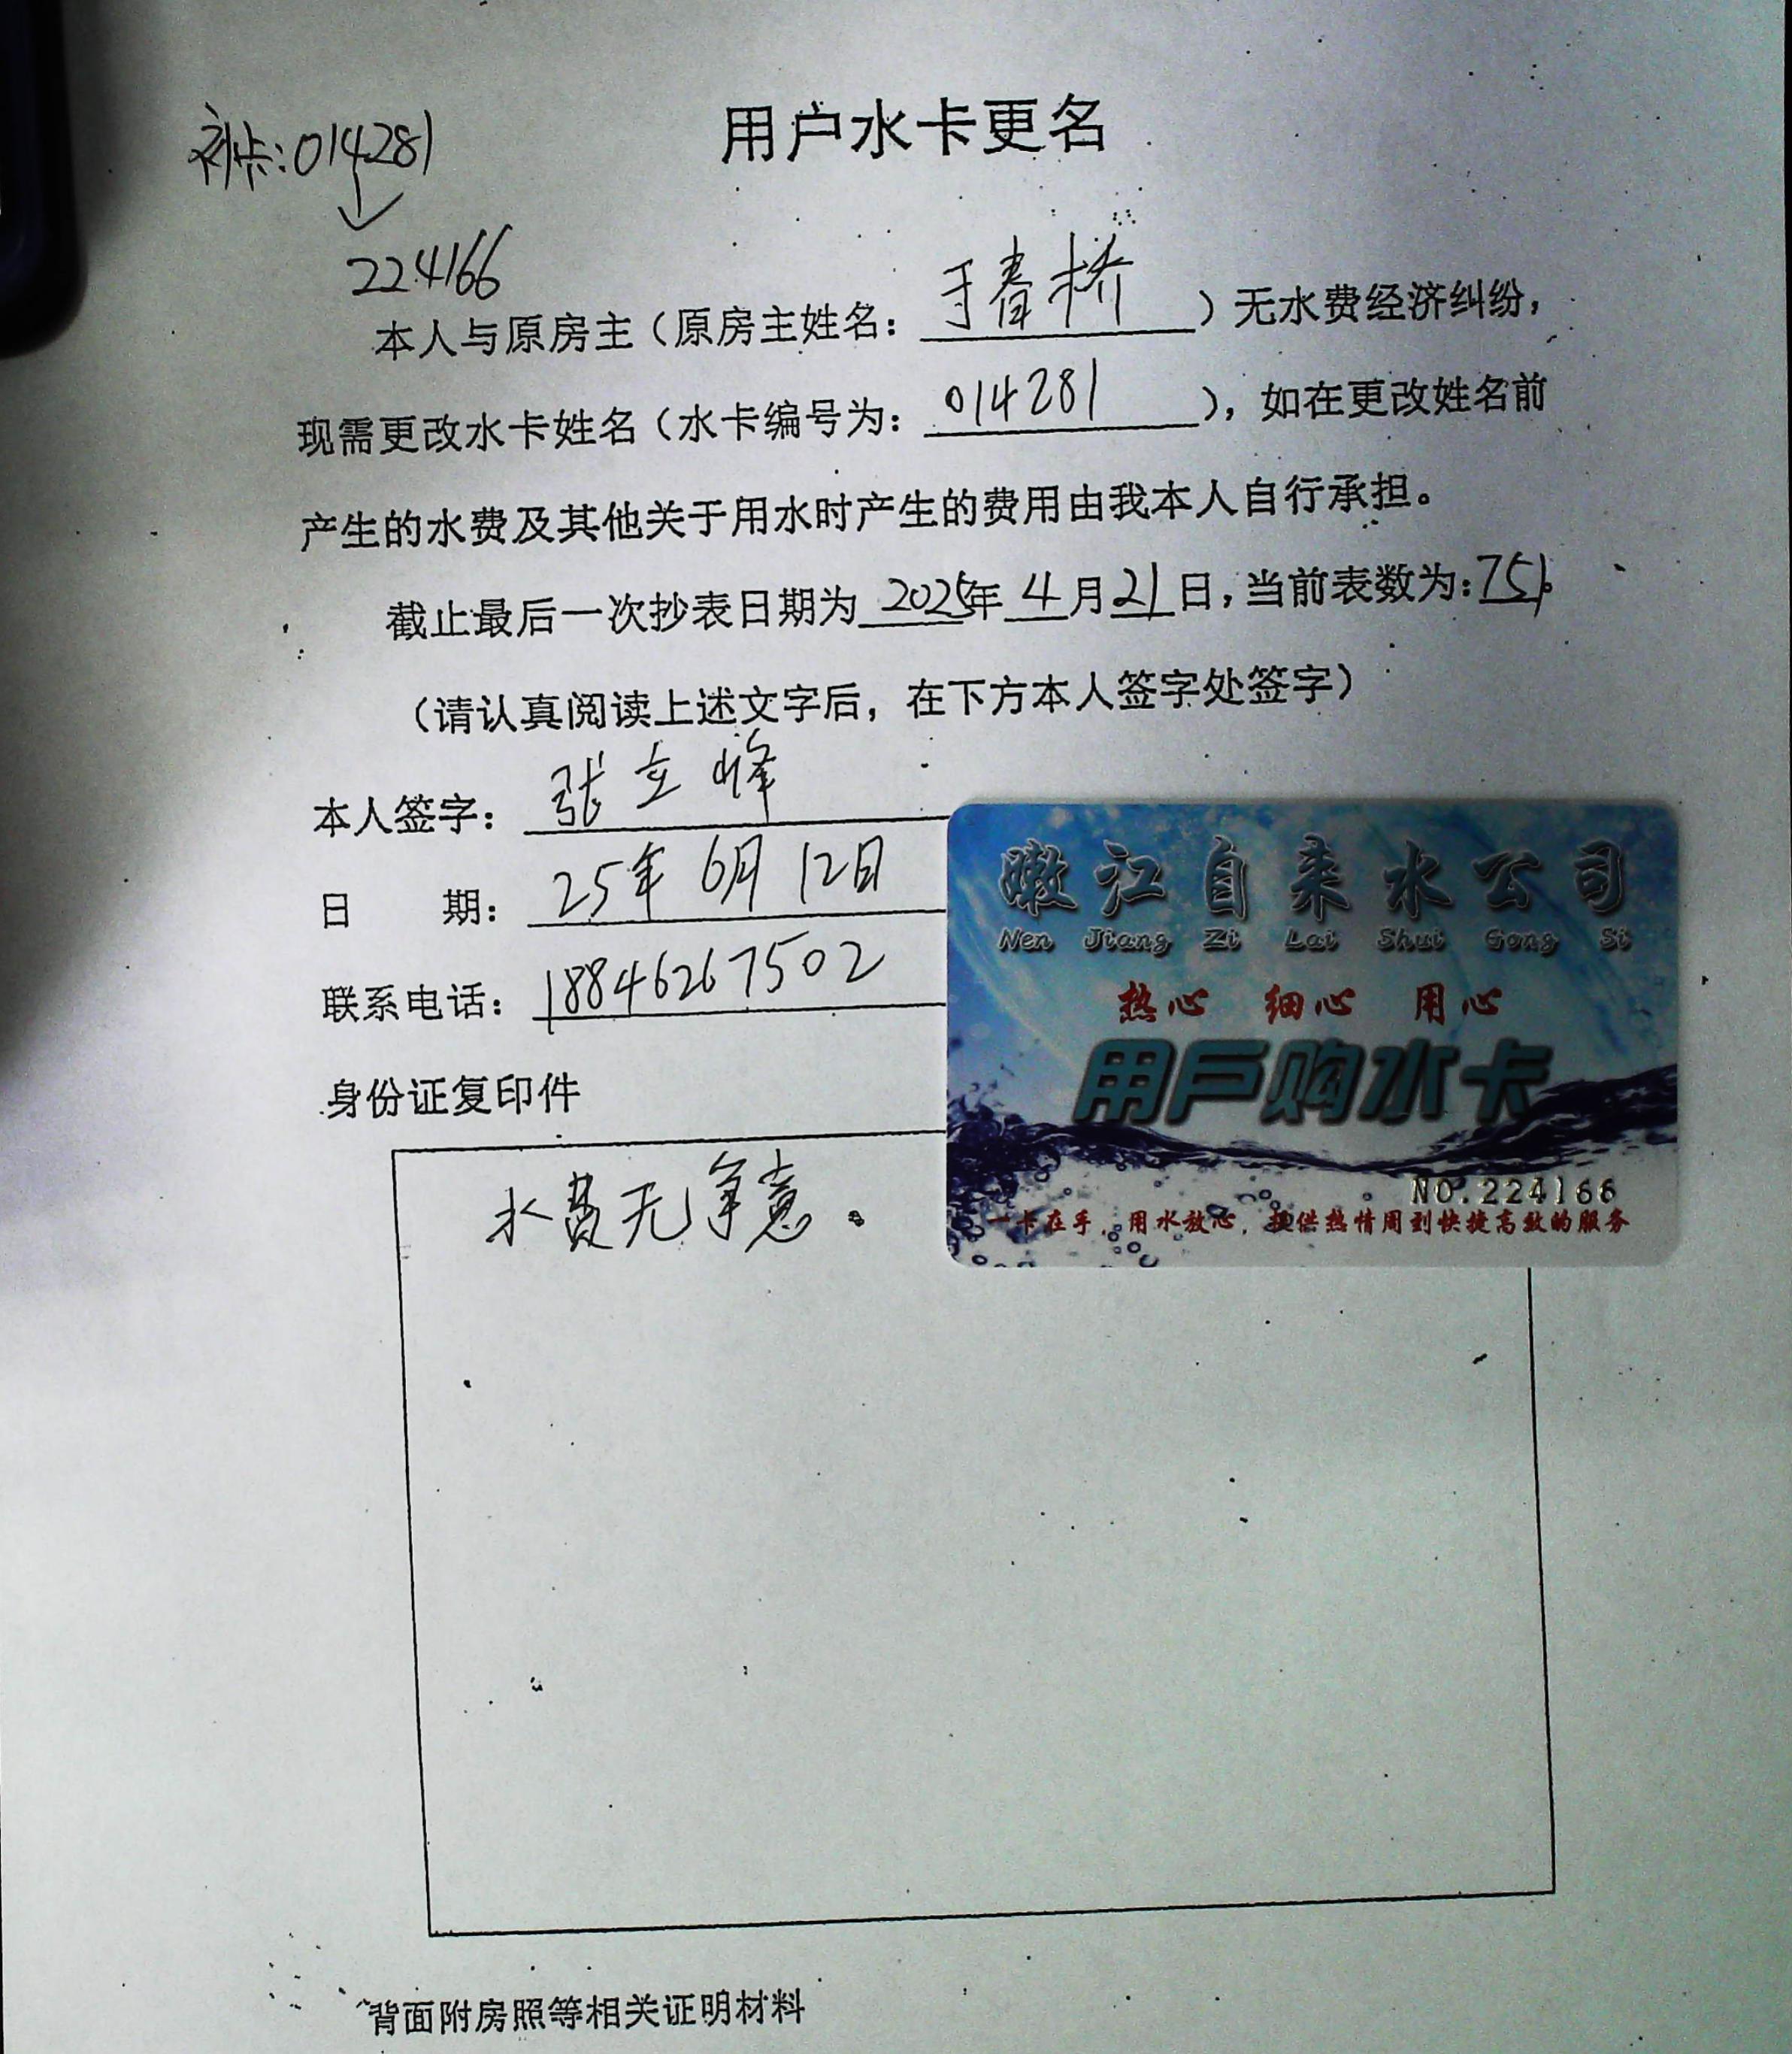 用户水卡更名
补卡:014281
224166
本人与原房主（原房主姓名：于春桥）无水费经济纠纷，
现需更改水卡姓名（水卡编号为：014281），如在更改姓名前
产生的水费及其他关于用水时产生的费用由我本人自行承担。
截止最后一次抄表日期为2025年4月21日，当前表数为：751。
（请认真阅读上述文字后，在下方本人签字处签字）
本人签字：张立峰
日 期：25年6月12日
联系电话：18846267502
身份证复印件
水费无争意。
嫩江自来水公司
Nen Jiang Zi Lai Shui Gong Si
热心 细心 用心
用户购水卡
NO.224166
一卡在手，用水放心，提供热情周到快捷高效的服务
背面附房照等相关证明材料